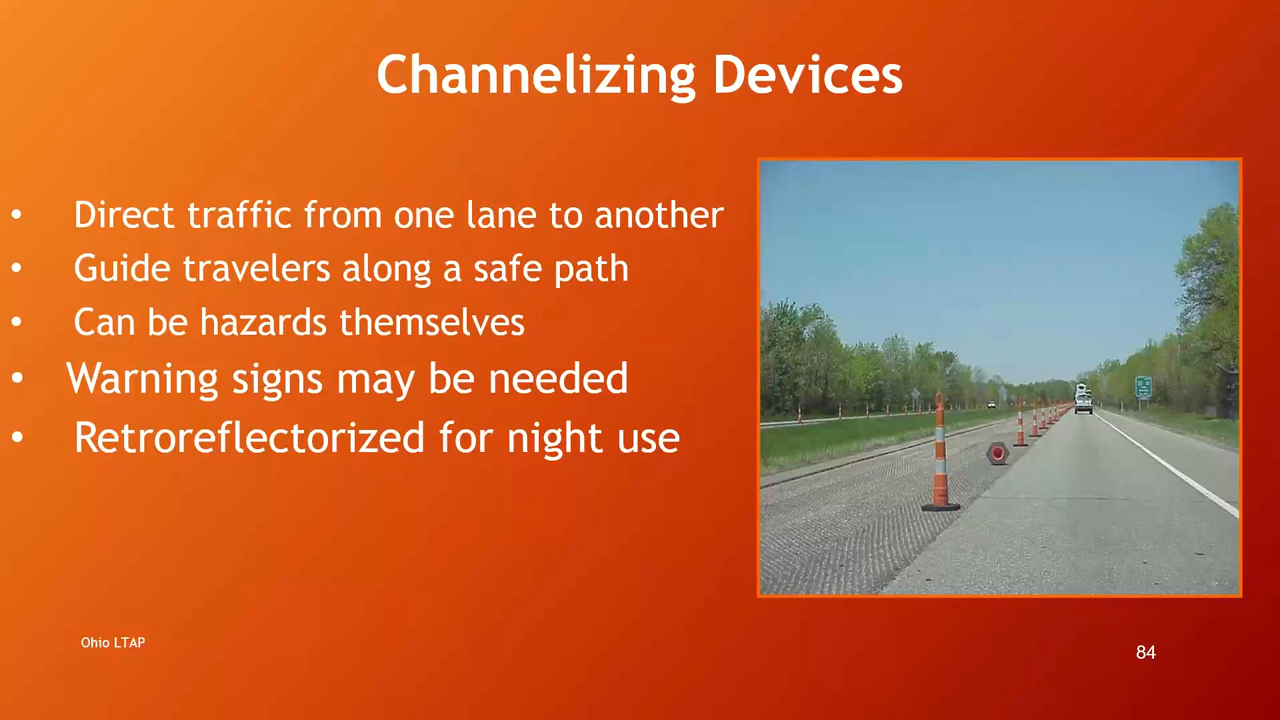 Channelizing Devices
• Direct traffic from one lane to another
• Guide travelers along a safe path
• Can be hazards themselves
• Warning signs may be needed
• Retroreflectorized for night use
Ohio LTAP
84